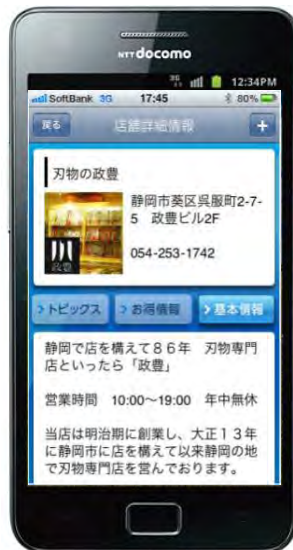 NTT docomo
3G 12:34PM
SoftBank 3G 17:45 80%
戻る 店舗詳細情報 +
刃物の政豊
静岡市葵区呉服町2-7-
5 政豊ビル2F
054-253-1742
政豊
>トピックス >お得情報 >基本情報
静岡で店を構えて86年 刃物専門
店といったら「政豊」
営業時間 10:00〜19:00 年中無休
当店は明治期に創業し、大正13年
に静岡市に店を構えて以来静岡の地
で刃物専門店を営んでおります。